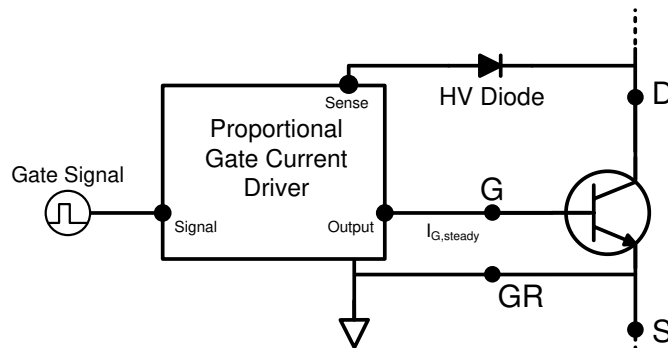 Sense
HV Diode
D
Proportional
Gate Current
Driver
Gate Signal
G
Signal
Output
I_G,steady
GR
S